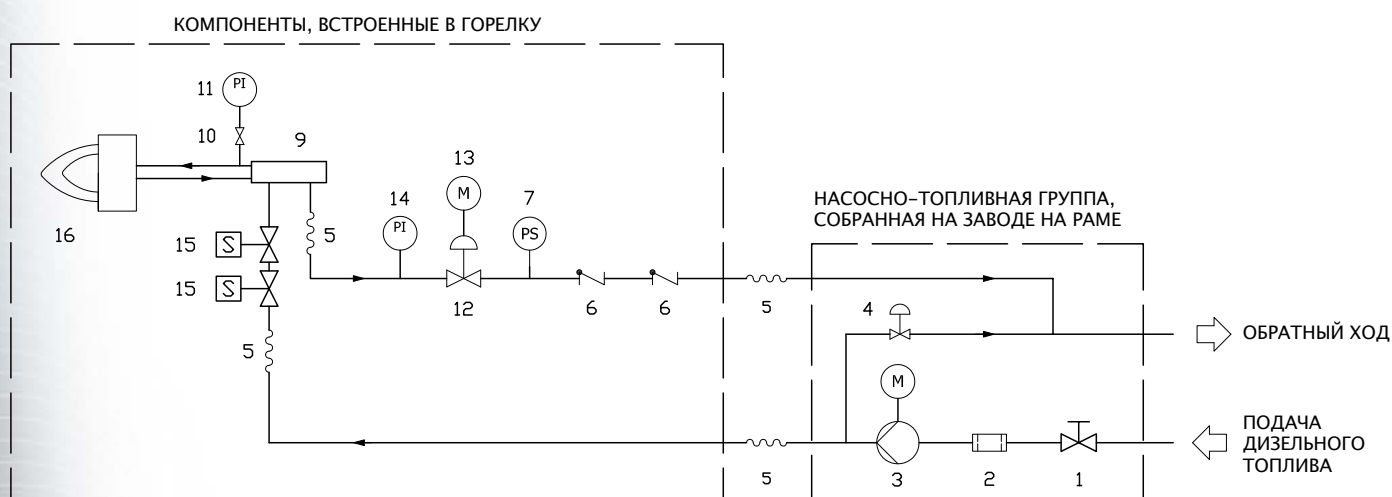 КОМПОНЕНТЫ, ВСТРОЕННЫЕ В ГОРЕЛКУ
11 PI
10
9
13
M
14
PI
7
PS
16
15 S
15 S
5
5
12
6
6
5
НАСОСНО-ТОПЛИВНАЯ ГРУППА,
СОБРАННАЯ НА ЗАВОДЕ НА РАМЕ
4
ОБРАТНЫЙ ХОД
M
5
3
2
1
ПОДАЧА
ДИЗЕЛЬНОГО
ТОПЛИВА